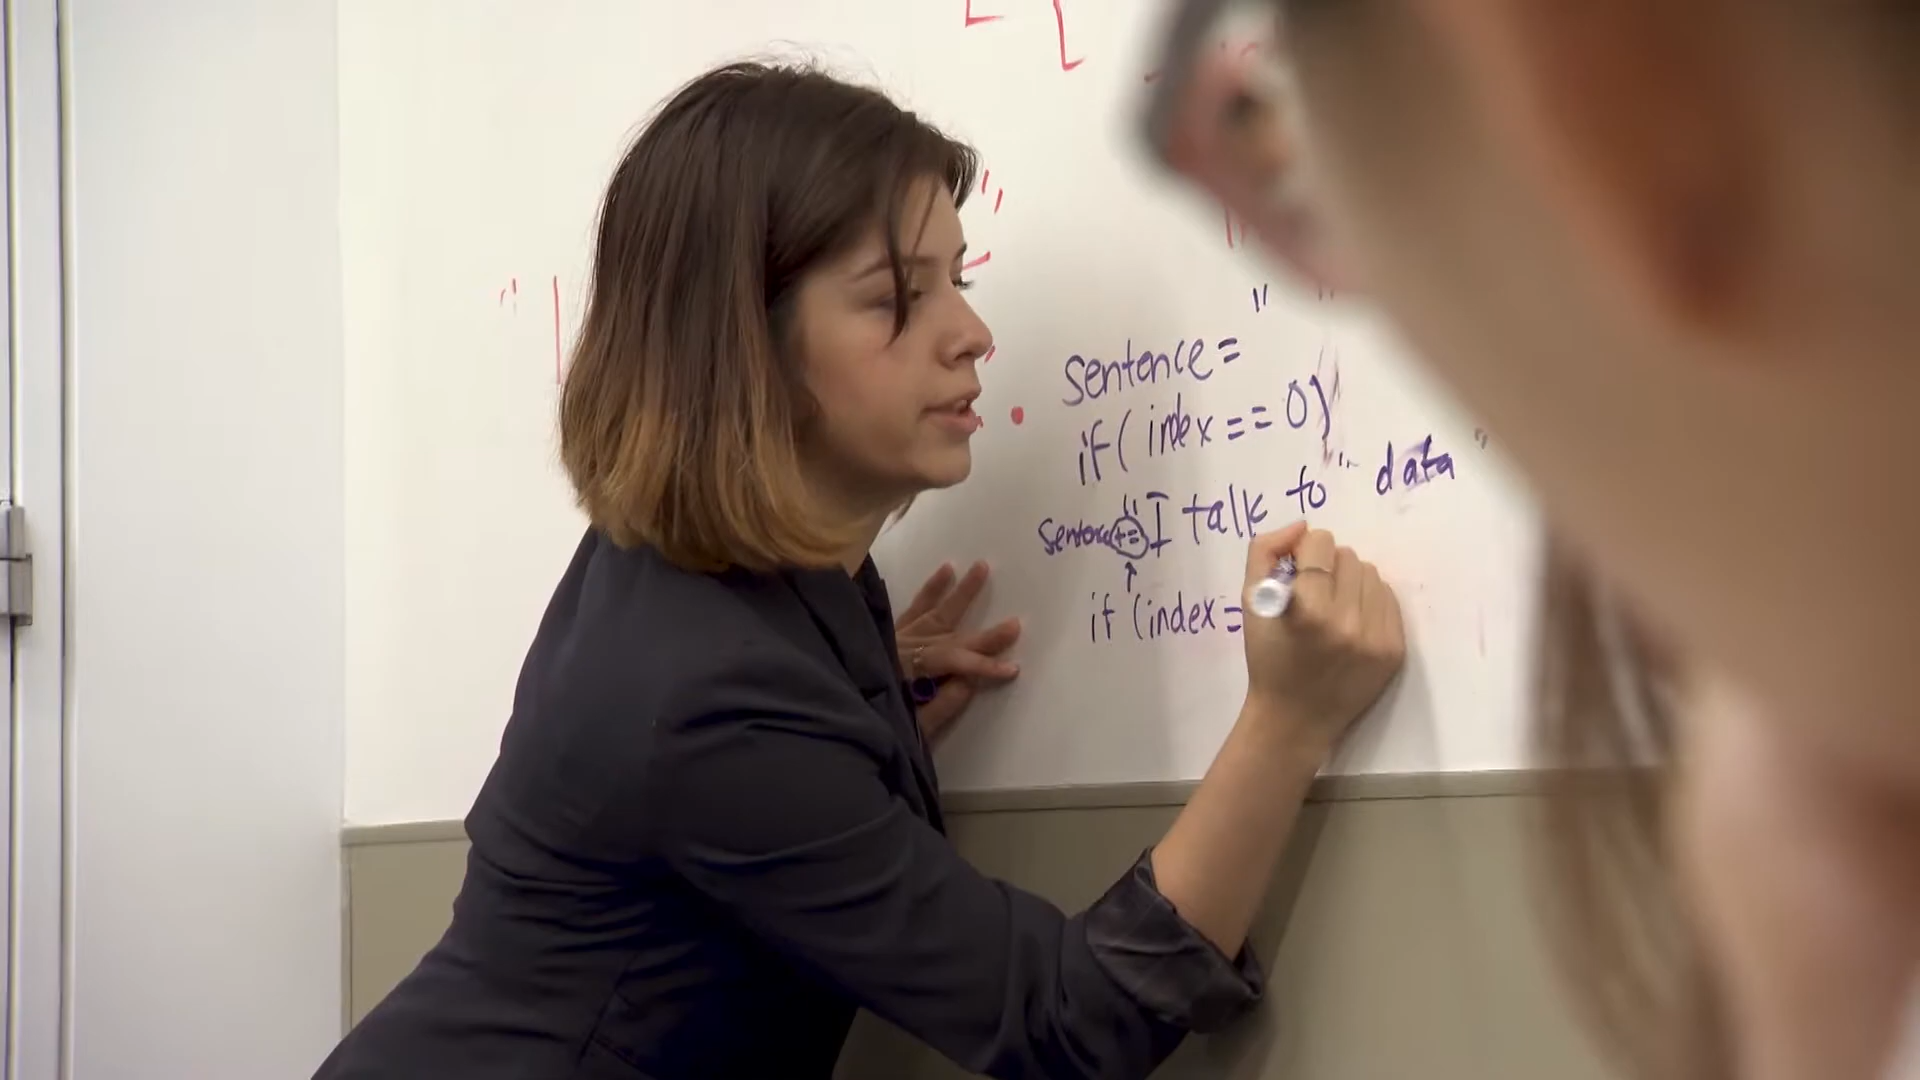 sentence = " "
if (index == 0)
sentence += "I talk to" data "
if (index =